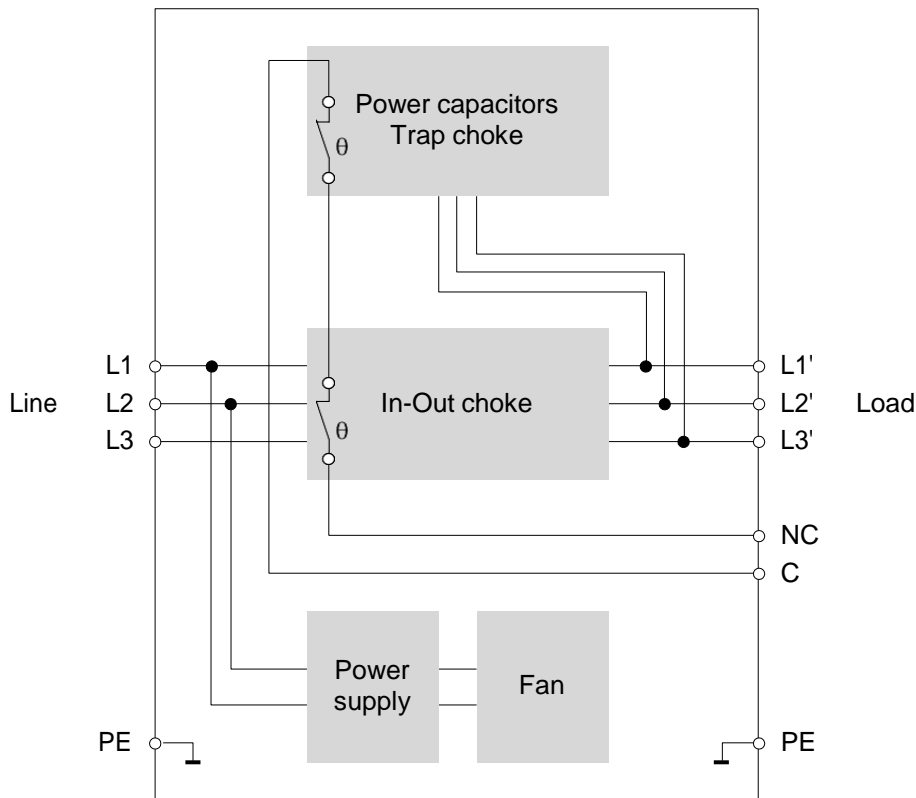 Power capacitors
Trap choke
θ
L1
L1'
Line
L2
In-Out choke
L2'
Load
L3
θ
L3'
NC
C
Power
supply
Fan
PE
PE